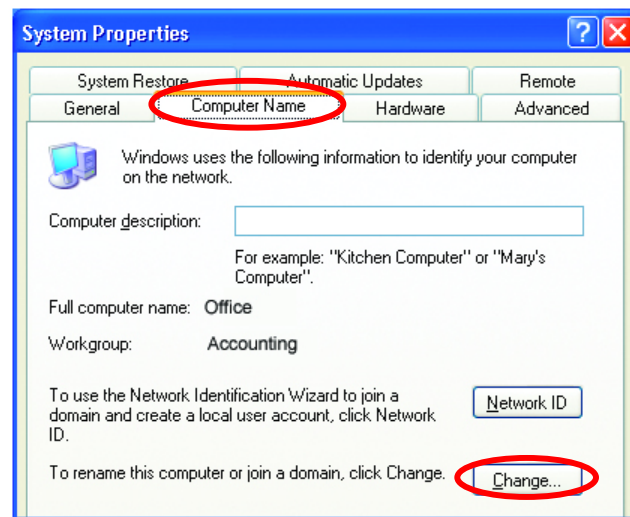 System Properties
System Restore Automatic Updates Remote
General Computer Name Hardware Advanced
Windows uses the following information to identify your computer
on the network.
Computer description:
For example: "Kitchen Computer" or "Mary's
Computer".
Full computer name: Office
Workgroup: Accounting
To use the Network Identification Wizard to join a
domain and create a local user account, click Network
ID.
Network ID
To rename this computer or join a domain, click Change.
Change...